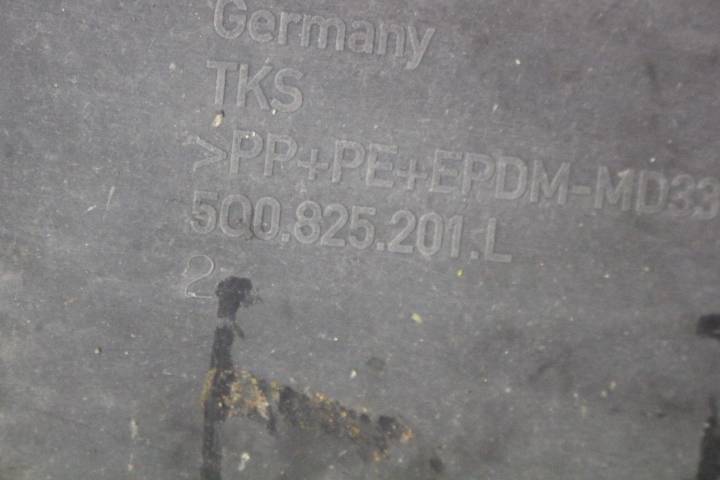 Germany
TKS
>PP+PE+EPDM-MD33
5Q0.825.201.L
2